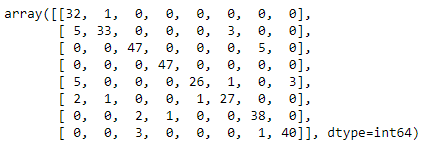 array([[32, 1, 0, 0, 0, 0, 0, 0],
[ 5, 33, 0, 0, 0, 3, 0, 0],
[ 0, 0, 47, 0, 0, 0, 5, 0],
[ 0, 0, 0, 47, 0, 0, 0, 0],
[ 5, 0, 0, 0, 26, 1, 0, 3],
[ 2, 1, 0, 0, 1, 27, 0, 0],
[ 0, 0, 2, 1, 0, 0, 38, 0],
[ 0, 0, 3, 0, 0, 0, 1, 40]], dtype=int64)